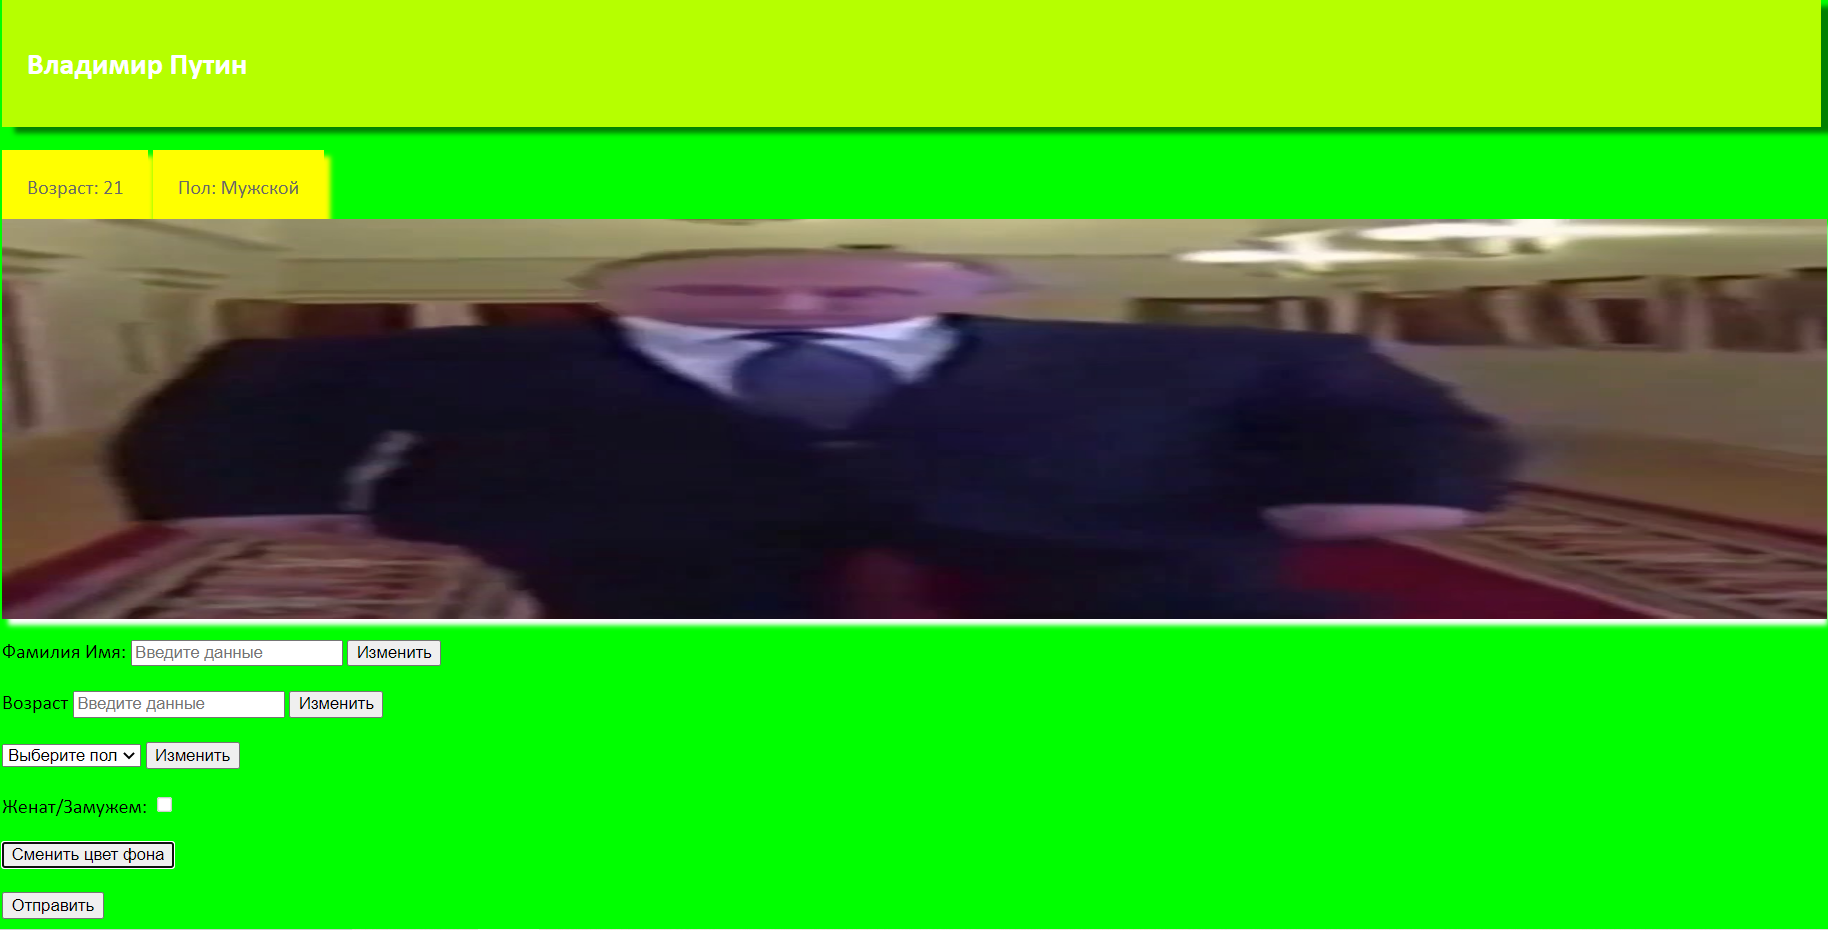 Владимир Путин
Возраст: 21 Пол: Мужской
Фамилия Имя: Введите данные Изменить
Возраст Введите данные Изменить
Выберите пол Изменить
Женат/Замужем:
Сменить цвет фона
Отправить